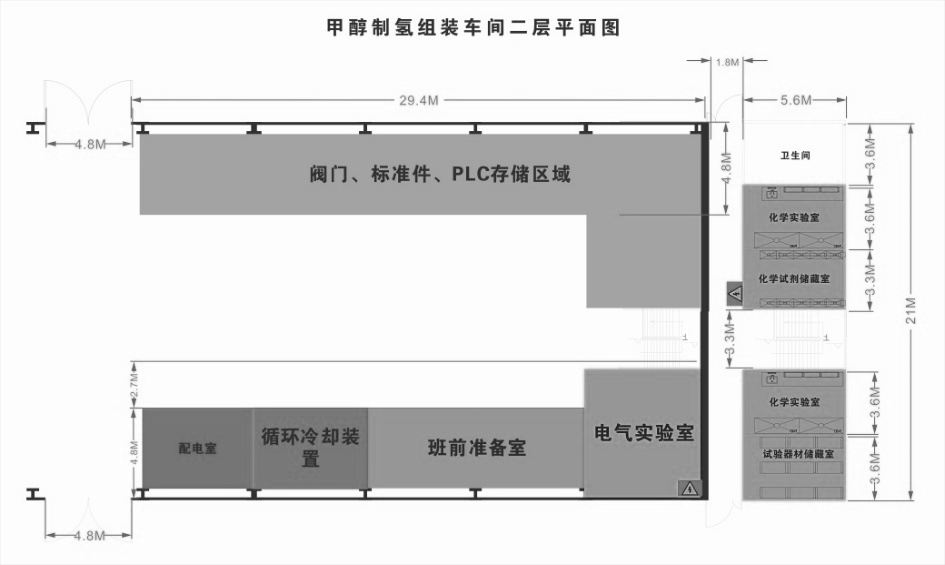 甲醇制氢组装车间二层平面图
1.8M
29.4M
5.6M
4.8M
阀门、标准件、PLC存储区域
4.8M
卫生间
3.6M
化学实验室
3.6M
化学试剂储藏室
3.3M
21M
3.3M
2.7M
4.8M
配电室
循环冷却装
置
班前准备室
电气实验室
化学实验室
3.6M
试验器材储藏室
3.6M
4.8M